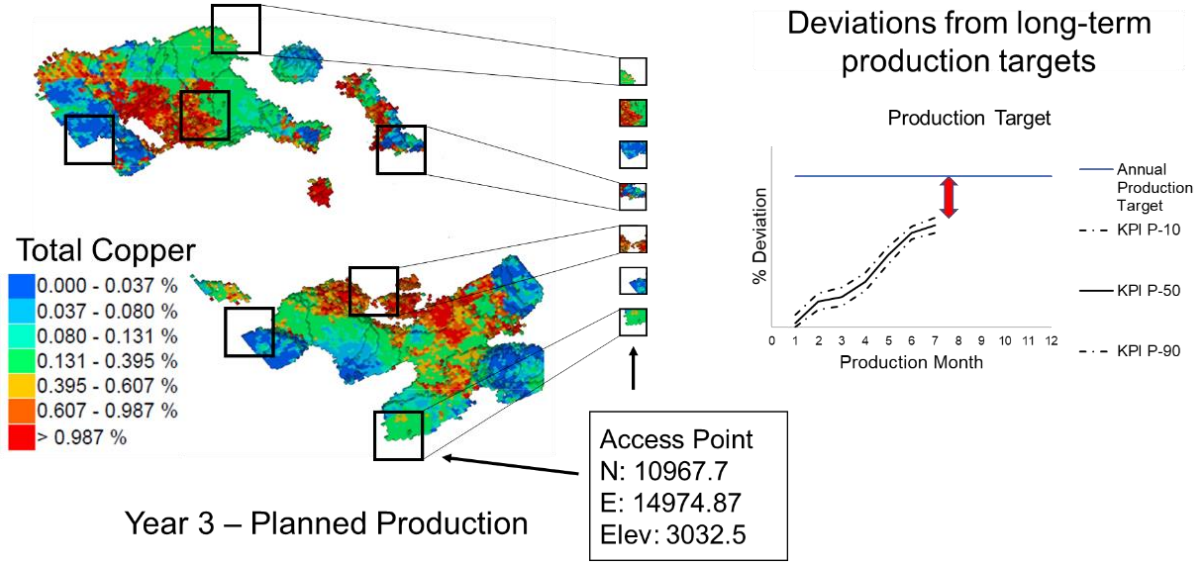 Deviations from long-term
production targets
Production Target
Annual
Production
Target
KPI P-10
KPI P-50
KPI P-90
% Deviation
0 1 2 3 4 5 6 7 8 9 10 11 12
Production Month
Total Copper
0.000 - 0.037 %
0.037 - 0.080 %
0.080 - 0.131 %
0.131 - 0.395 %
0.395 - 0.607 %
0.607 - 0.987 %
> 0.987 %
Access Point
N: 10967.7
E: 14974.87
Elev: 3032.5
Year 3 – Planned Production